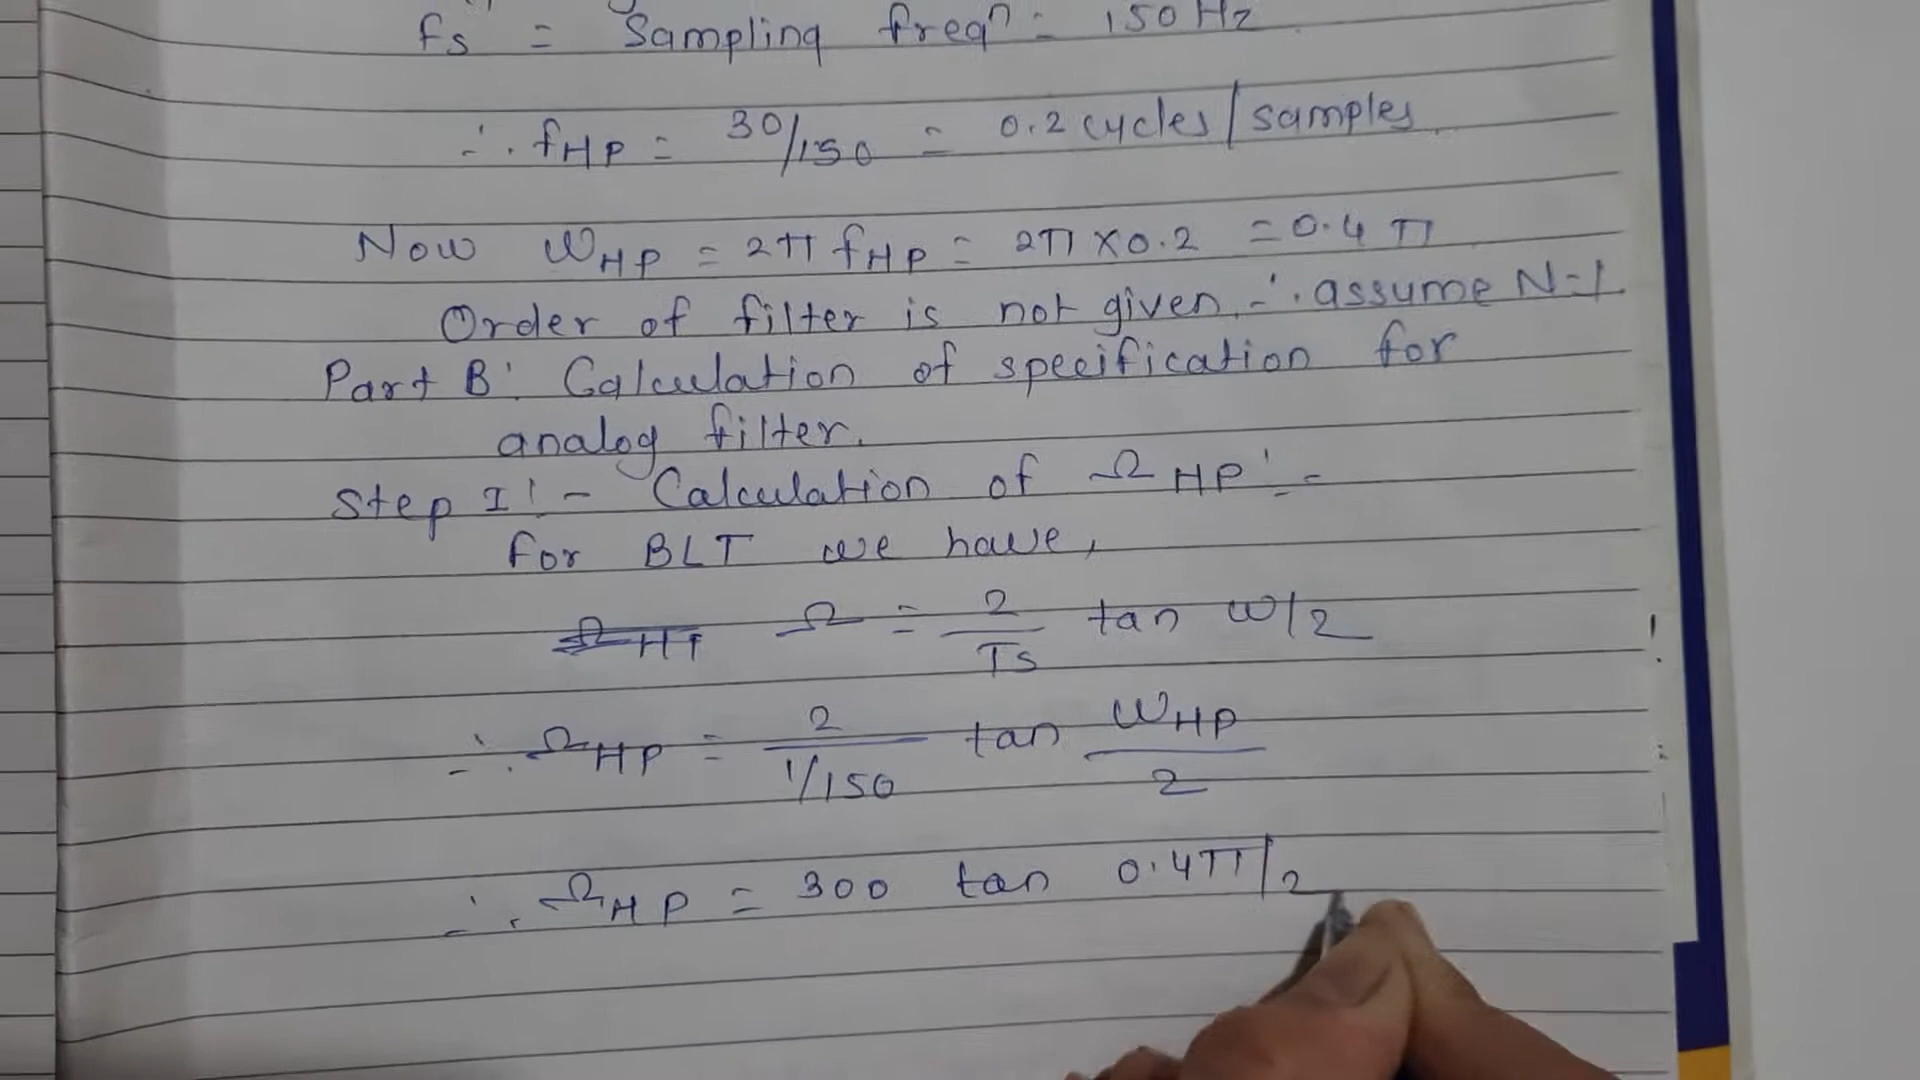 fs = Sampling freqⁿ = 150 Hz
∴ fHP = 30/150 = 0.2 cycles/samples
Now ωHP = 2π fHP = 2π × 0.2 = 0.4 π
Order of filter is not given ∴ assume N=1
Part B: Calculation of specification for
analog filter.
Step I:- Calculation of ΩHP:-
For BLT we have,
Ω = 2/Ts tan ω/2
∴ ΩHP = 2/(1/150) tan ωHP/2
∴ ΩHP = 300 tan 0.4π/2